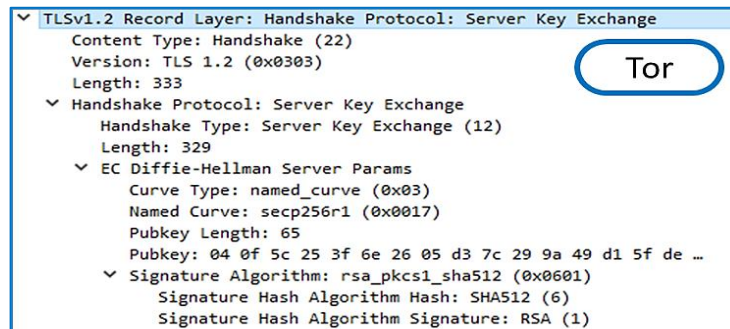 TLSv1.2 Record Layer: Handshake Protocol: Server Key Exchange
Content Type: Handshake (22)
Version: TLS 1.2 (0x0303)
Tor
Length: 333
Handshake Protocol: Server Key Exchange
Handshake Type: Server Key Exchange (12)
Length: 329
EC Diffie-Hellman Server Params
Curve Type: named_curve (0x03)
Named Curve: secp256r1 (0x0017)
Pubkey Length: 65
Pubkey: 04 0f 5c 25 3f 6e 26 05 d3 7c 29 9a 49 d1 5f de …
Signature Algorithm: rsa_pkcs1_sha512 (0x0601)
Signature Hash Algorithm Hash: SHA512 (6)
Signature Hash Algorithm Signature: RSA (1)